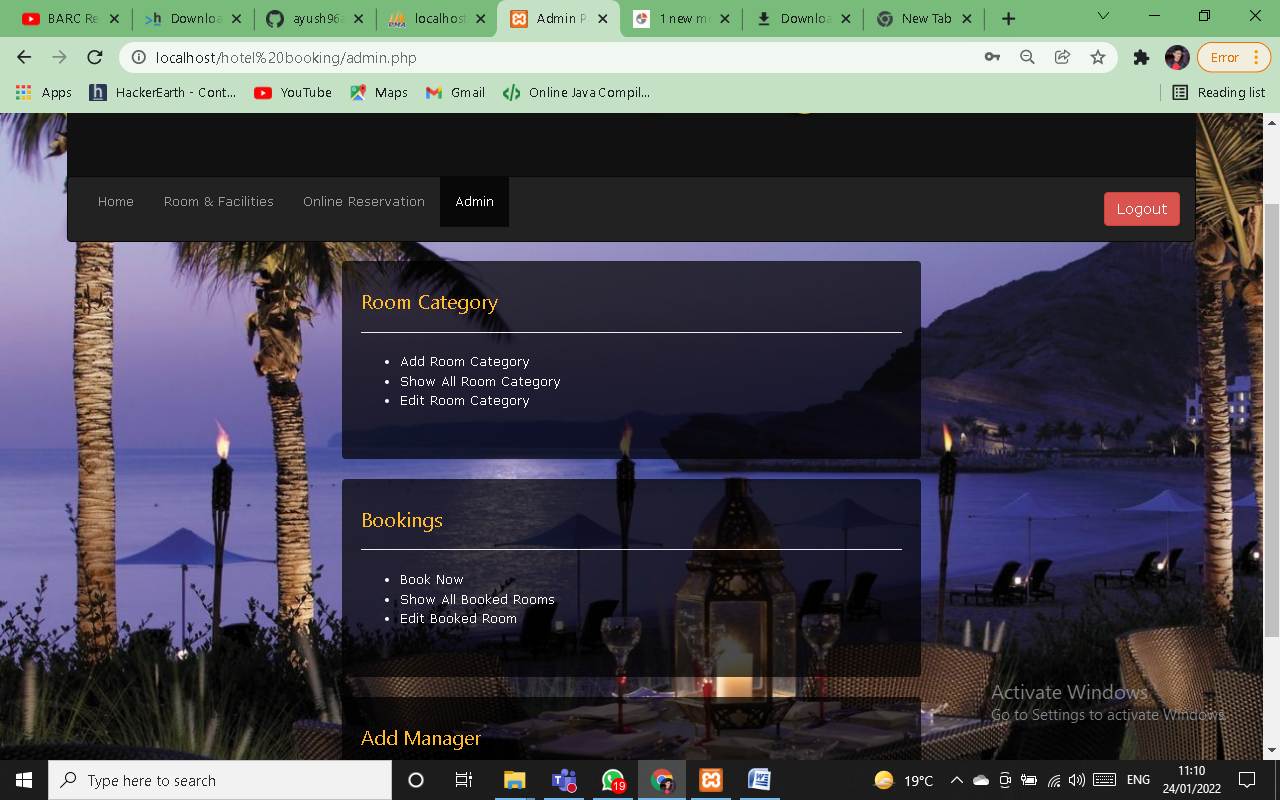 BARC Re
Downloa
ayush96
localhost
Admin P
1 new m
Downloa
New Tab
localhost/hotel%20booking/admin.php
Error
Apps
HackerEarth - Cont...
YouTube
Maps
Gmail
Online Java Compil...
Reading list
Home
Room & Facilities
Online Reservation
Admin
Logout
Room Category
Add Room Category
Show All Room Category
Edit Room Category
Bookings
Book Now
Show All Booked Rooms
Edit Booked Room
Add Manager
Activate Windows
Go to Settings to activate Windows.
Type here to search
19
19°C
ENG
11:10
24/01/2022